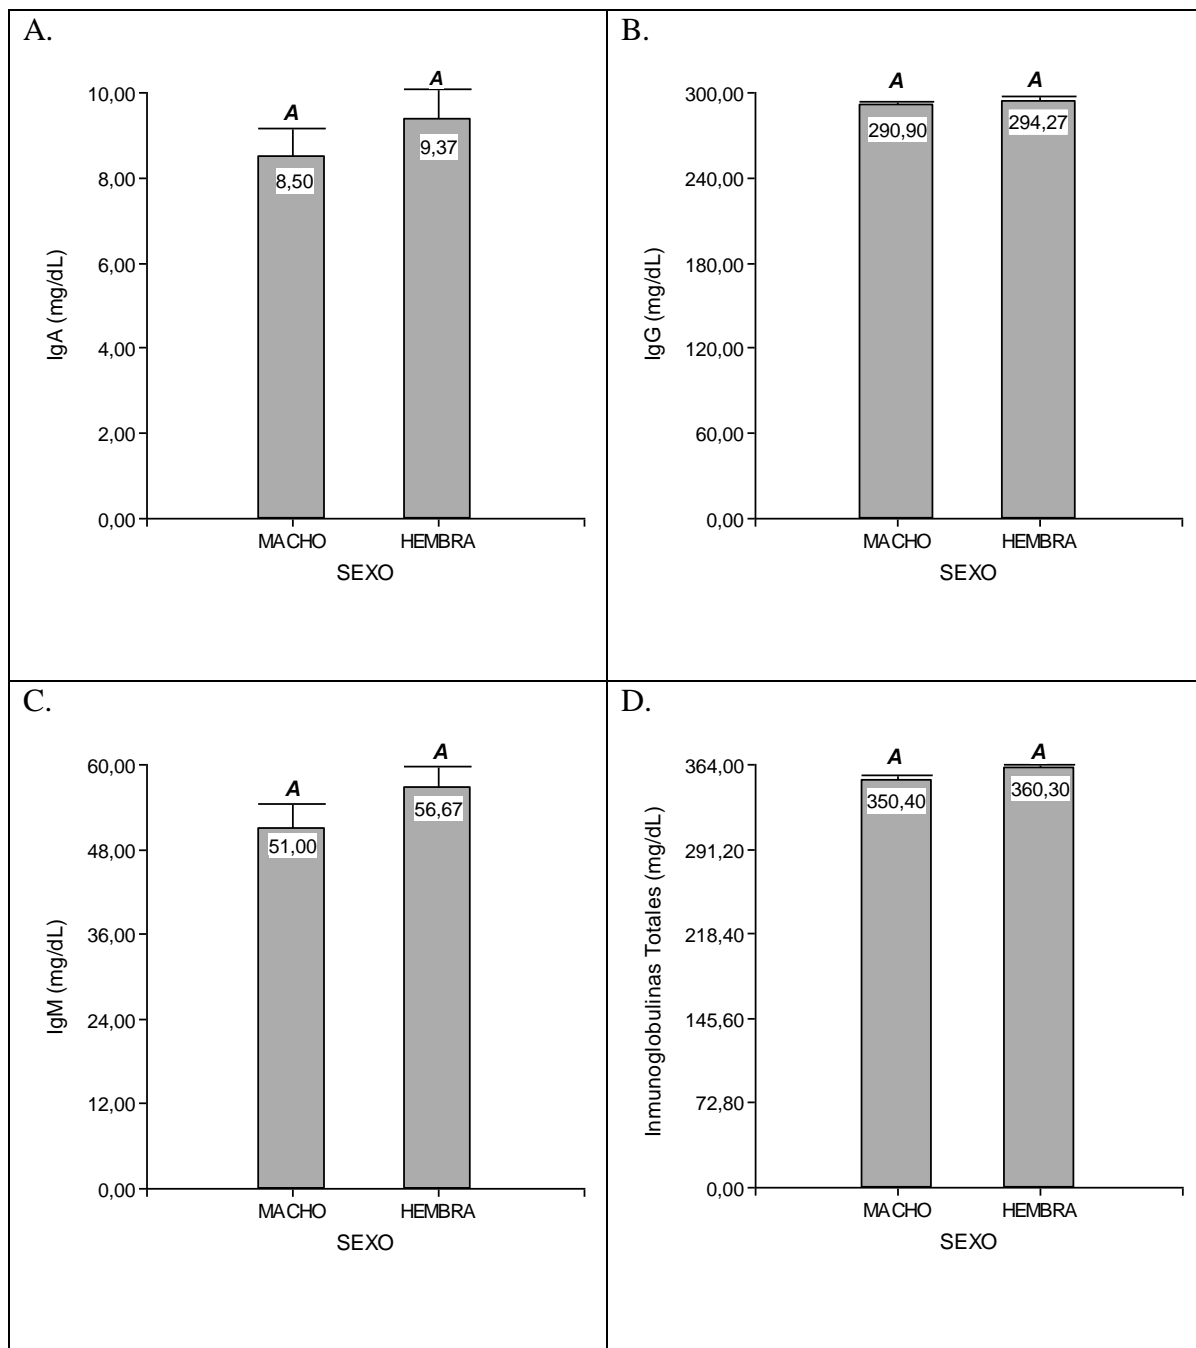 A.
A
A
10,00
8,00
6,00
4,00
2,00
0,00
8,50
9,37
IgA (mg/dL)
MACHO HEMBRA
SEXO
B.
A A
300,00
240,00
180,00
120,00
60,00
0,00
290,90
294,27
IgG (mg/dL)
MACHO HEMBRA
SEXO
C.
A
A
60,00
48,00
36,00
24,00
12,00
0,00
51,00
56,67
IgM (mg/dL)
MACHO HEMBRA
SEXO
D.
A A
364,00
291,20
218,40
145,60
72,80
0,00
350,40
360,30
Inmunoglobulinas Totales (mg/dL)
MACHO HEMBRA
SEXO